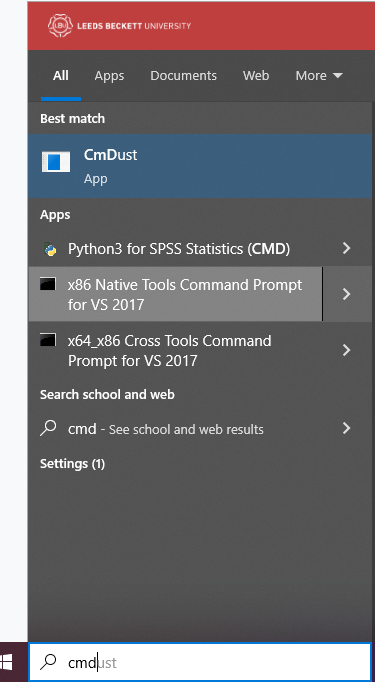 LEEDS BECKETT UNIVERSITY
All Apps Documents Web More
Best match
CmDust
App
Apps
Python3 for SPSS Statistics (CMD)
x86 Native Tools Command Prompt
for VS 2017
x64_x86 Cross Tools Command
Prompt for VS 2017
Search school and web
cmd - See school and web results
Settings (1)
cmdust